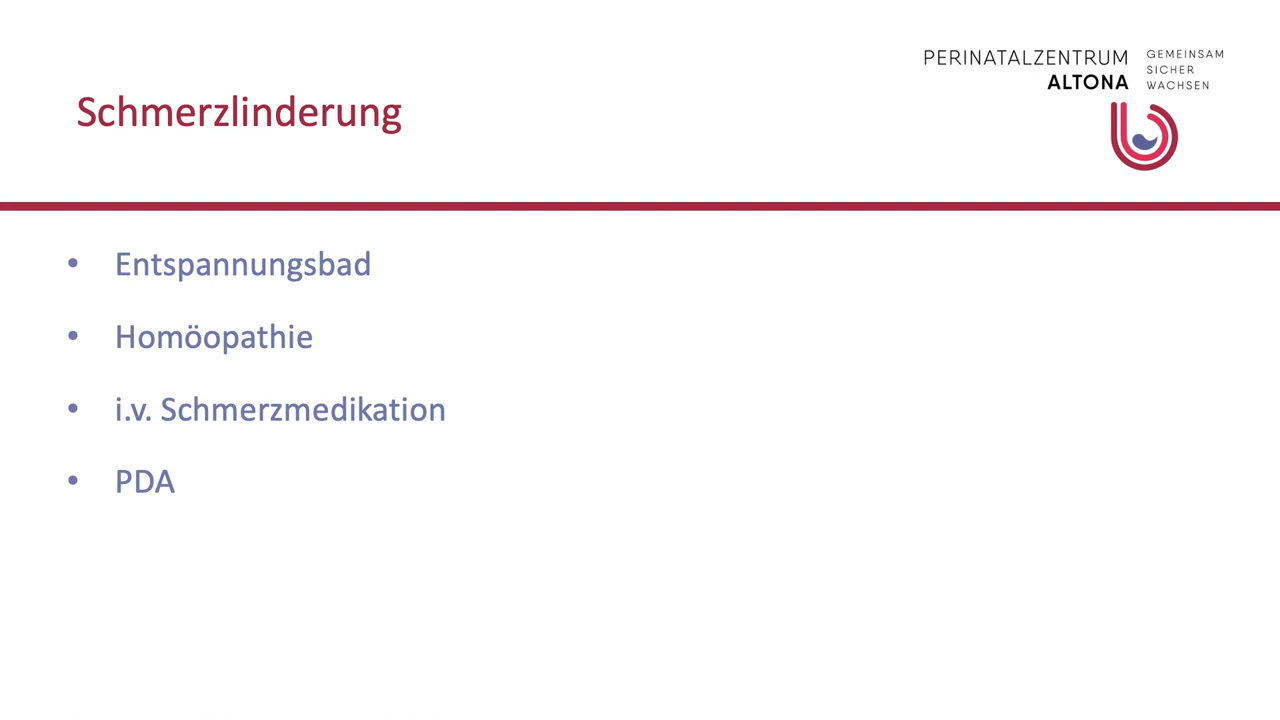 PERINATALZENTRUM
ALTONA
GEMEINSAM
SICHER
WACHSEN
Schmerzlinderung
• Entspannungsbad
• Homöopathie
• i.v. Schmerzmedikation
• PDA